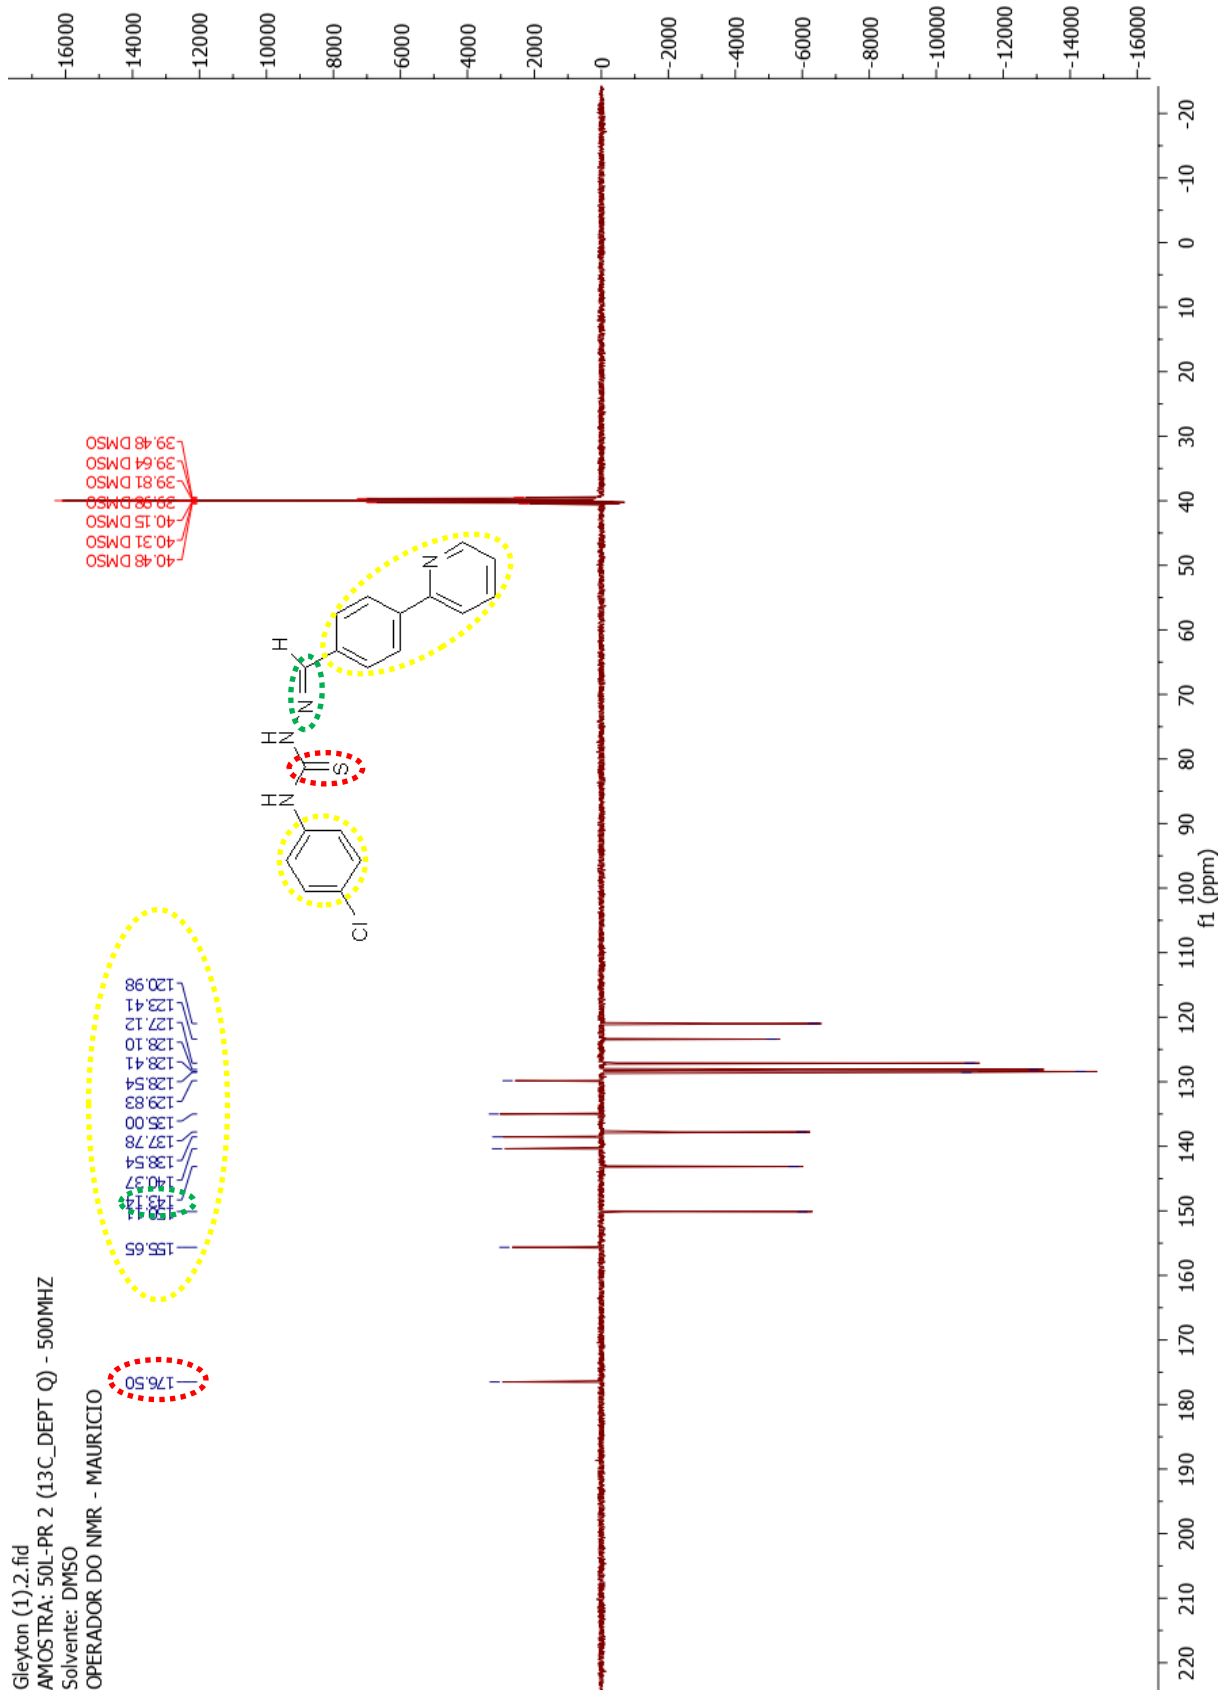 Gleyton (1).2.fid
AMOSTRA: 50L-PR 2 (13C_DEPT Q) - 500MHZ
Solvente: DMSO
OPERADOR DO NMR - MAURICIO
176.50
155.65
143.14
140.37
138.54
137.78
135.00
129.83
128.54
128.41
128.10
127.12
123.41
120.98
40.48 DMSO
40.31 DMSO
40.15 DMSO
39.98 DMSO
39.81 DMSO
39.64 DMSO
39.48 DMSO
Cl
H
N
S
H
N
N
H
N
16000
14000
12000
10000
8000
6000
4000
2000
0
-2000
-4000
-6000
-8000
-10000
-12000
-14000
-16000
220
210
200
190
180
170
160
150
140
130
120
110
100
90
80
70
60
50
40
30
20
10
0
-10
-20
f1 (ppm)